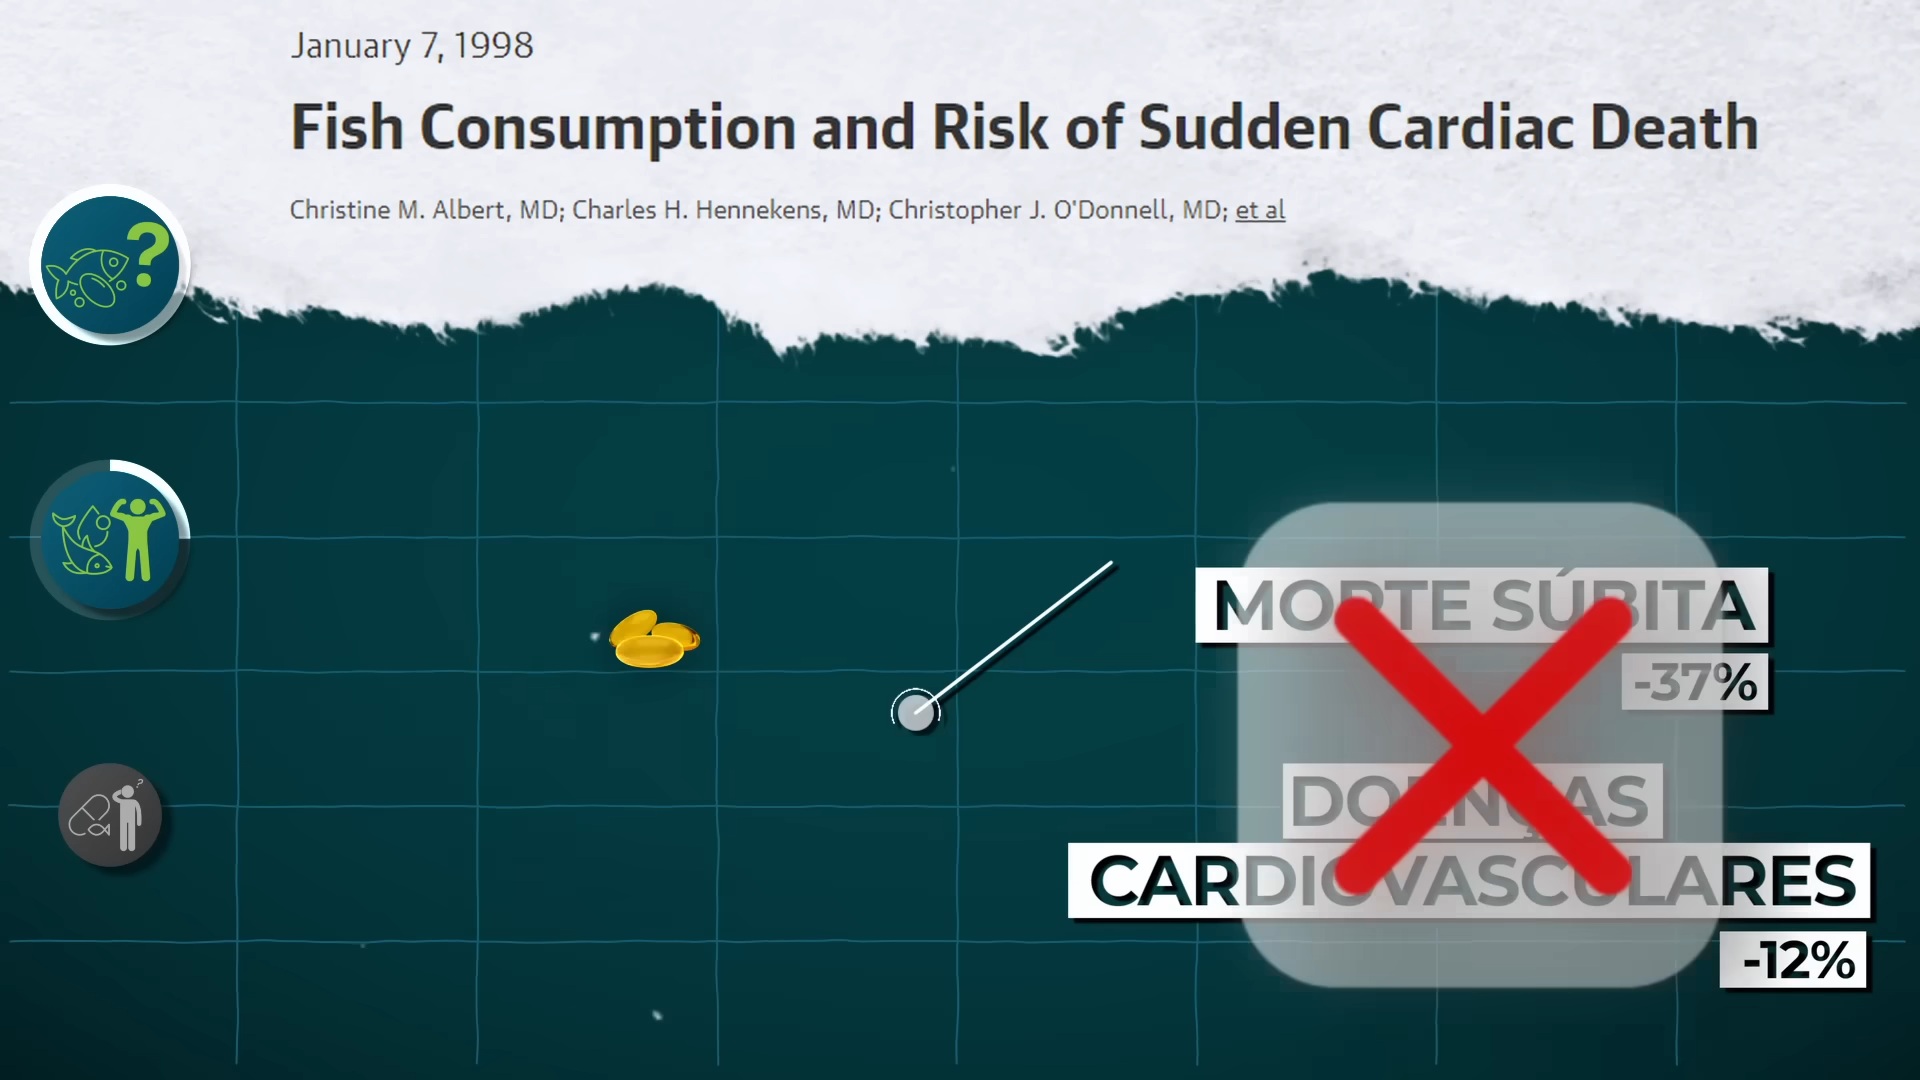 January 7, 1998
Fish Consumption and Risk of Sudden Cardiac Death
Christine M. Albert, MD; Charles H. Hennekens, MD; Christopher J. O'Donnell, MD; et al
?
?
MORTE SÚBITA
-37%
DOENÇAS
CARDIOVASCULARES
-12%